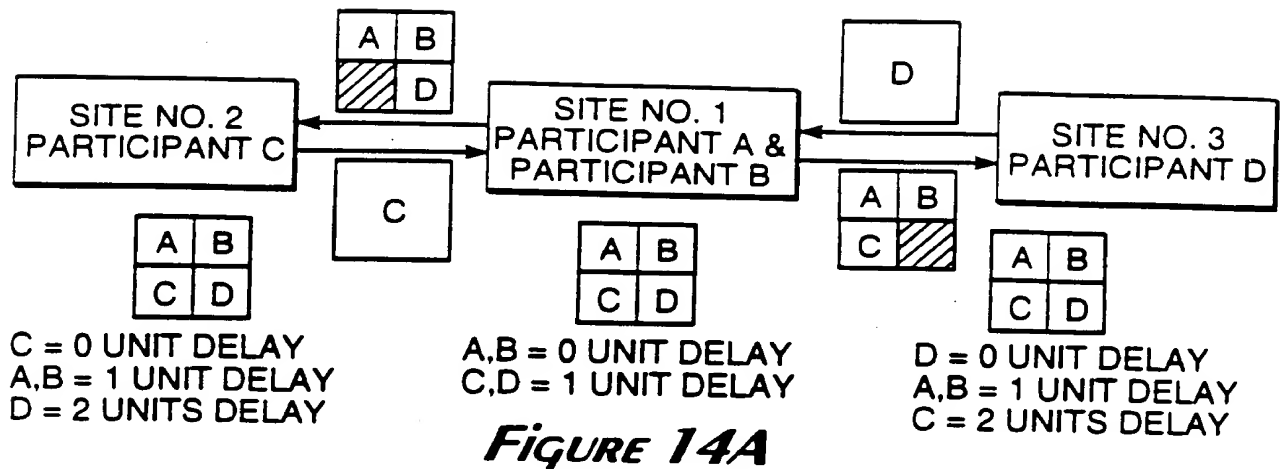 A B
D
D
SITE NO. 2
PARTICIPANT C
SITE NO. 1
PARTICIPANT A &
PARTICIPANT B
SITE NO. 3
PARTICIPANT D
C
A B
C
A B
C D
A B
C D
A B
C D
C = 0 UNIT DELAY
A,B = 1 UNIT DELAY
D = 2 UNITS DELAY
A,B = 0 UNIT DELAY
C,D = 1 UNIT DELAY
D = 0 UNIT DELAY
A,B = 1 UNIT DELAY
C = 2 UNITS DELAY
FIGURE 14A